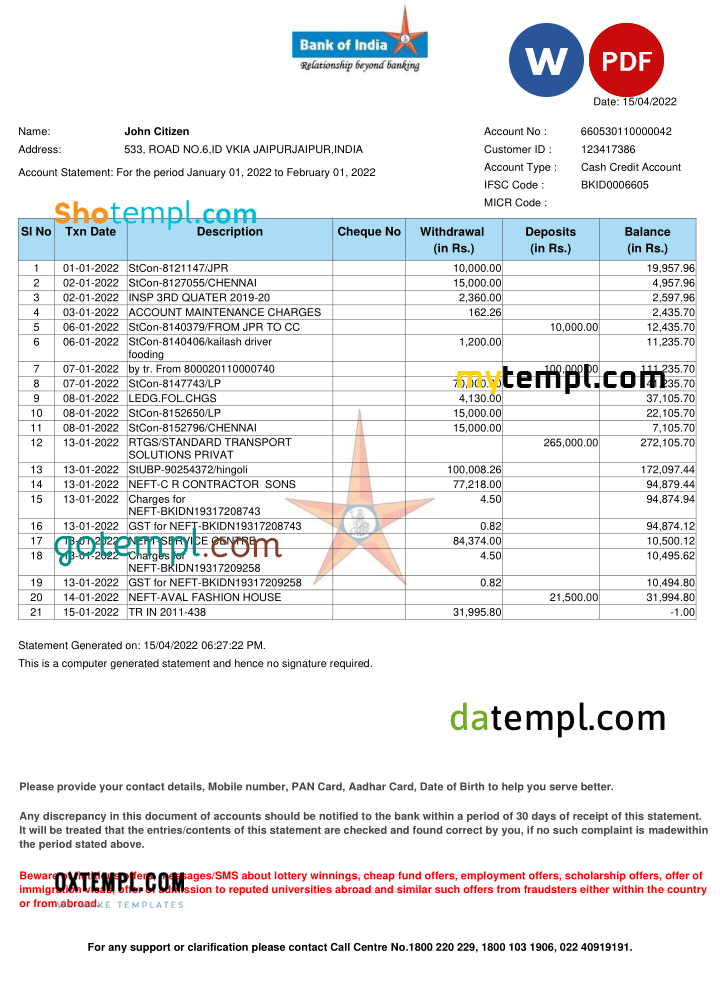 Bank of India
Relationship beyond banking
W
PDF
Date: 15/04/2022
Name: John Citizen
Address: 533, ROAD NO.6,ID VKIA JAIPURJAIPUR,INDIA
Account Statement: For the period January 01, 2022 to February 01, 2022
Account No : 660530110000042
Customer ID : 123417386
Account Type : Cash Credit Account
IFSC Code : BKID0006605
MICR Code :
Shotempl.com
Sl No Txn Date Description Cheque No Withdrawal (in Rs.) Deposits (in Rs.) Balance (in Rs.)
1 01-01-2022 StCon-8121147/JPR 10,000.00 19,957.96
2 02-01-2022 StCon-8127055/CHENNAI 15,000.00 4,957.96
3 02-01-2022 INSP 3RD QUATER 2019-20 2,360.00 2,597.96
4 03-01-2022 ACCOUNT MAINTENANCE CHARGES 162.26 2,435.70
5 06-01-2022 StCon-8140379/FROM JPR TO CC 10,000.00 12,435.70
6 06-01-2022 StCon-8140406/kailash driver 1,200.00 11,235.70
fooding
7 07-01-2022 by tr. From 800020110000740 100,000.00 111,235.70
mytempl.com
8 07-01-2022 StCon-8147743/LP 70,000.00 41,235.70
9 08-01-2022 LEDG.FOL.CHGS 4,130.00 37,105.70
10 08-01-2022 StCon-8152650/LP 15,000.00 22,105.70
11 08-01-2022 StCon-8152796/CHENNAI 15,000.00 7,105.70
12 13-01-2022 RTGS/STANDARD TRANSPORT 265,000.00 272,105.70
SOLUTIONS PRIVAT
13 13-01-2022 StUBP-90254372/hingoli 100,008.26 172,097.44
14 13-01-2022 NEFT-C R CONTRACTOR SONS 77,218.00 94,879.44
15 13-01-2022 Charges for 4.50 94,874.94
NEFT-BKIDN19317208743
16 13-01-2022 GST for NEFT-BKIDN19317208743 0.82 94,874.12
17 13-01-2022 NEFT-SERVICE CENTRE 84,374.00 10,500.12
gotempl.com
18 13-01-2022 Charges for 4.50 10,495.62
NEFT-BKIDN19317209258
19 13-01-2022 GST for NEFT-BKIDN19317209258 0.82 10,494.80
20 14-01-2022 NEFT-AVAL FASHION HOUSE 21,500.00 31,994.80
21 15-01-2022 TR IN 2011-438 31,995.80 -1.00
Statement Generated on: 15/04/2022 06:27:22 PM.
This is a computer generated statement and hence no signature required.
datempl.com
Please provide your contact details, Mobile number, PAN Card, Aadhar Card, Date of Birth to help you serve better.
Any discrepancy in this document of accounts should be notified to the bank within a period of 30 days of receipt of this statement.
It will be treated that the entries/contents of this statement are checked and found correct by you, if no such complaint is madewithin
the period stated above.
Beware offers, messages/SMS about lottery winnings, cheap fund offers, employment offers, scholarship offers, offer of
immigration visas, offer of admission to reputed universities abroad and similar such offers from fraudsters either within the country
or from abroad.
OXTEMPL.COM
WE MAKE TEMPLATES
For any support or clarification please contact Call Centre No.1800 220 229, 1800 103 1906, 022 40919191.